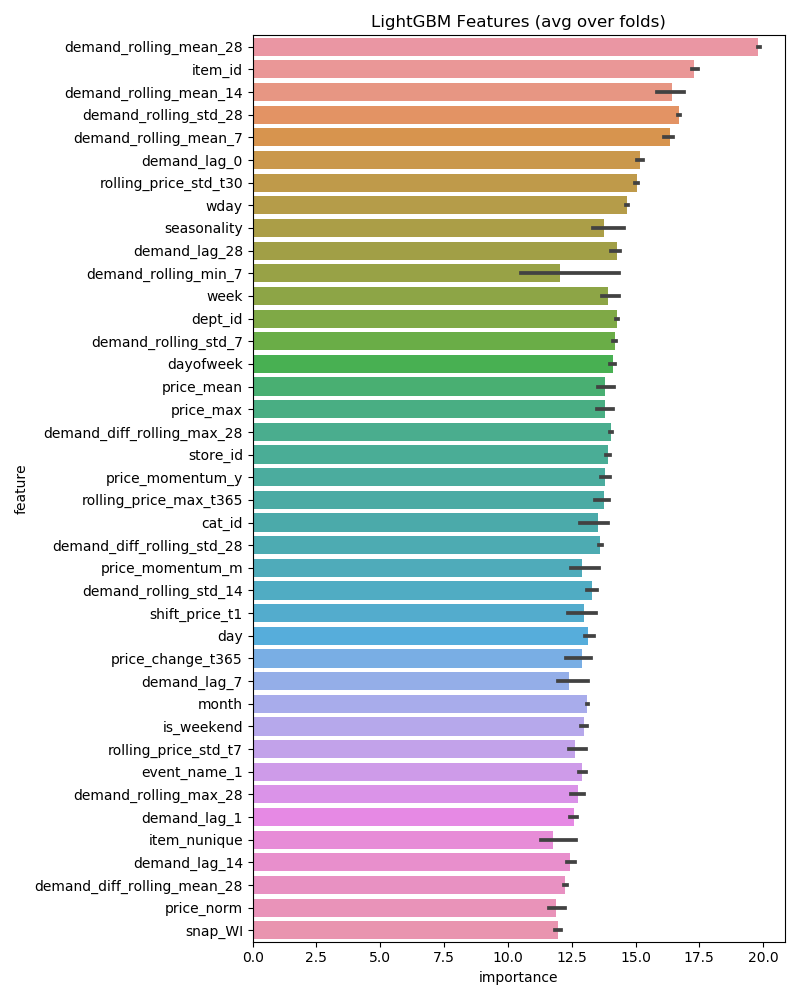 LightGBM Features (avg over folds)
demand_rolling_mean_28
item_id
demand_rolling_mean_14
demand_rolling_std_28
demand_rolling_mean_7
demand_lag_0
rolling_price_std_t30
wday
seasonality
demand_lag_28
demand_rolling_min_7
week
dept_id
demand_rolling_std_7
dayofweek
price_mean
price_max
demand_diff_rolling_max_28
store_id
price_momentum_y
rolling_price_max_t365
cat_id
demand_diff_rolling_std_28
price_momentum_m
demand_rolling_std_14
shift_price_t1
day
price_change_t365
demand_lag_7
month
is_weekend
rolling_price_std_t7
event_name_1
demand_rolling_max_28
demand_lag_1
item_nunique
demand_lag_14
demand_diff_rolling_mean_28
price_norm
snap_WI
feature
0.0 2.5 5.0 7.5 10.0 12.5 15.0 17.5 20.0
importance